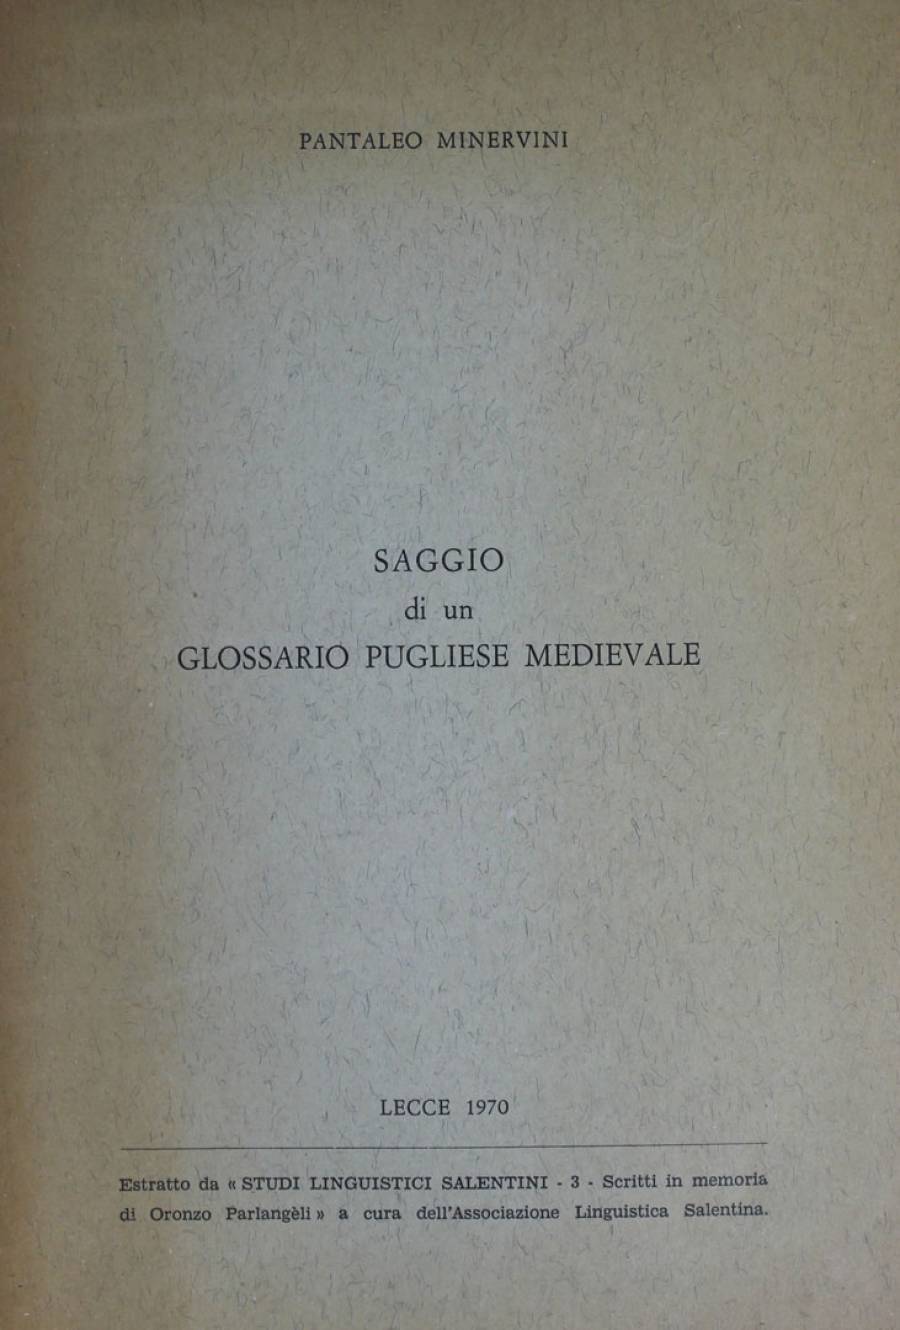 PANTALEO MINERVINI
SAGGIO
di un
GLOSSARIO PUGLIESE MEDIEVALE
LECCE 1970
Estratto da « STUDI LINGUISTICI SALENTINI - 3 - Scritti in memoria
di Oronzo Parlangèli » a cura dell'Associazione Linguistica Salentina.